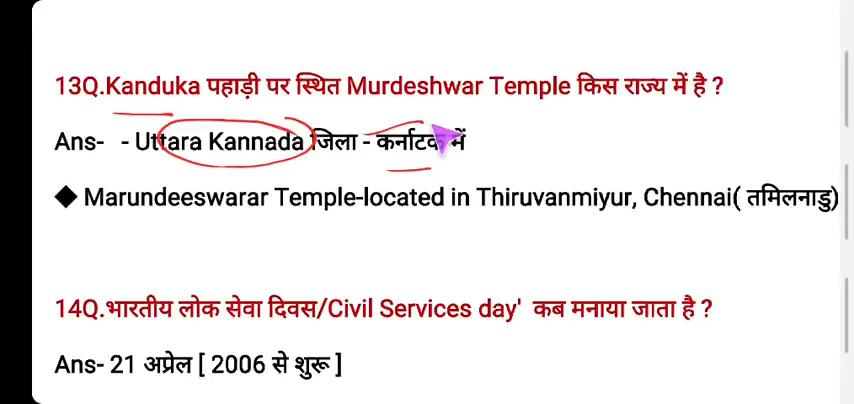 13Q.Kanduka पहाड़ी पर स्थित Murdeshwar Temple किस राज्य में है ?
Ans- - Uttara Kannada जिला - कर्नाटक में
◆ Marundeeswarar Temple-located in Thiruvanmiyur, Chennai( तमिलनाडु)
14Q.भारतीय लोक सेवा दिवस/Civil Services day' कब मनाया जाता है ?
Ans- 21 अप्रेल [ 2006 से शुरू ]